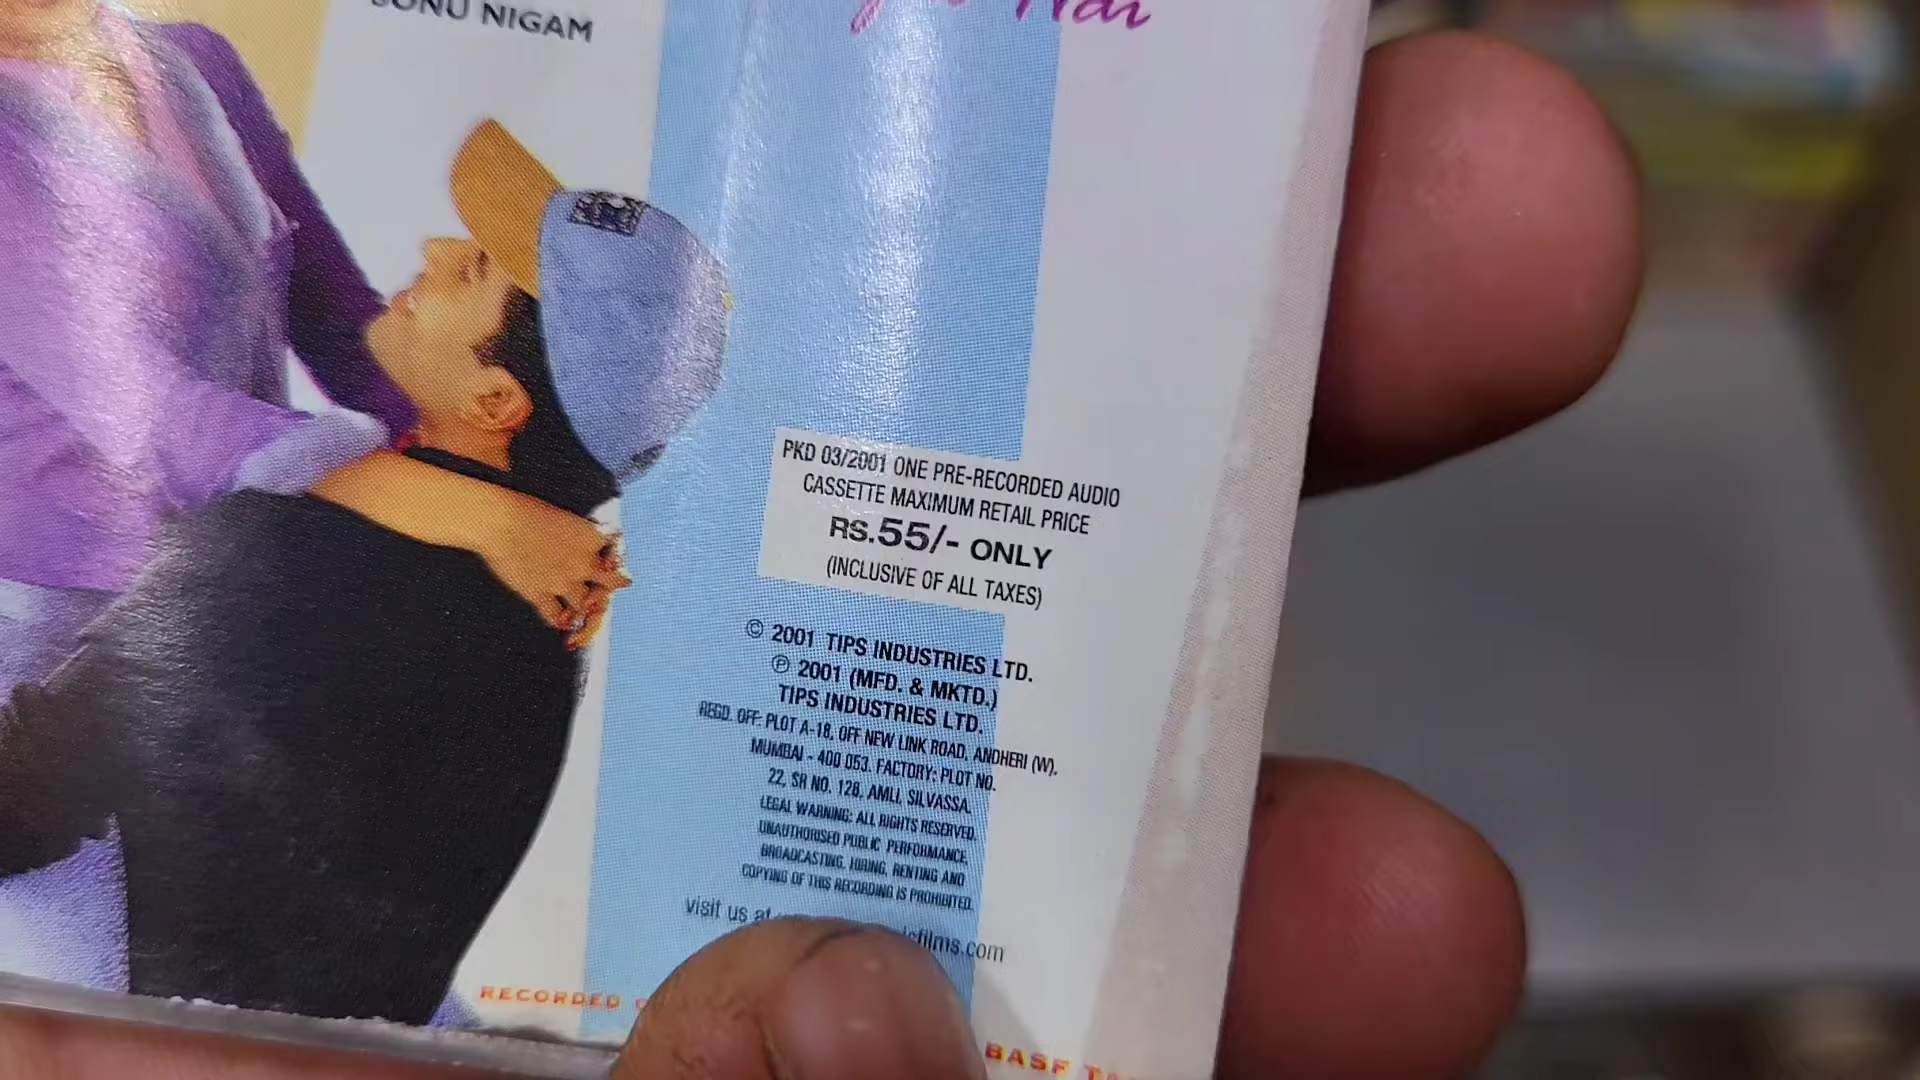 SONU NIGAM
Hai
PKD 03/2001 ONE PRE-RECORDED AUDIO
CASSETTE MAXIMUM RETAIL PRICE
RS.55/- ONLY
(INCLUSIVE OF ALL TAXES)
© 2001 TIPS INDUSTRIES LTD.
℗ 2001 (MFD. & MKTD.)
TIPS INDUSTRIES LTD.
REGD. OFF: PLOT A-18, OFF NEW LINK ROAD, ANDHERI (W),
MUMBAI - 400 053. FACTORY: PLOT NO.
22, SR NO. 128, AMLI, SILVASSA.
LEGAL WARNING: ALL RIGHTS RESERVED.
UNAUTHORISED PUBLIC PERFORMANCE,
BROADCASTING, HIRING, RENTING AND
COPYING OF THIS RECORDING IS PROHIBITED.
visit us at
films.com
RECORDED
BASF